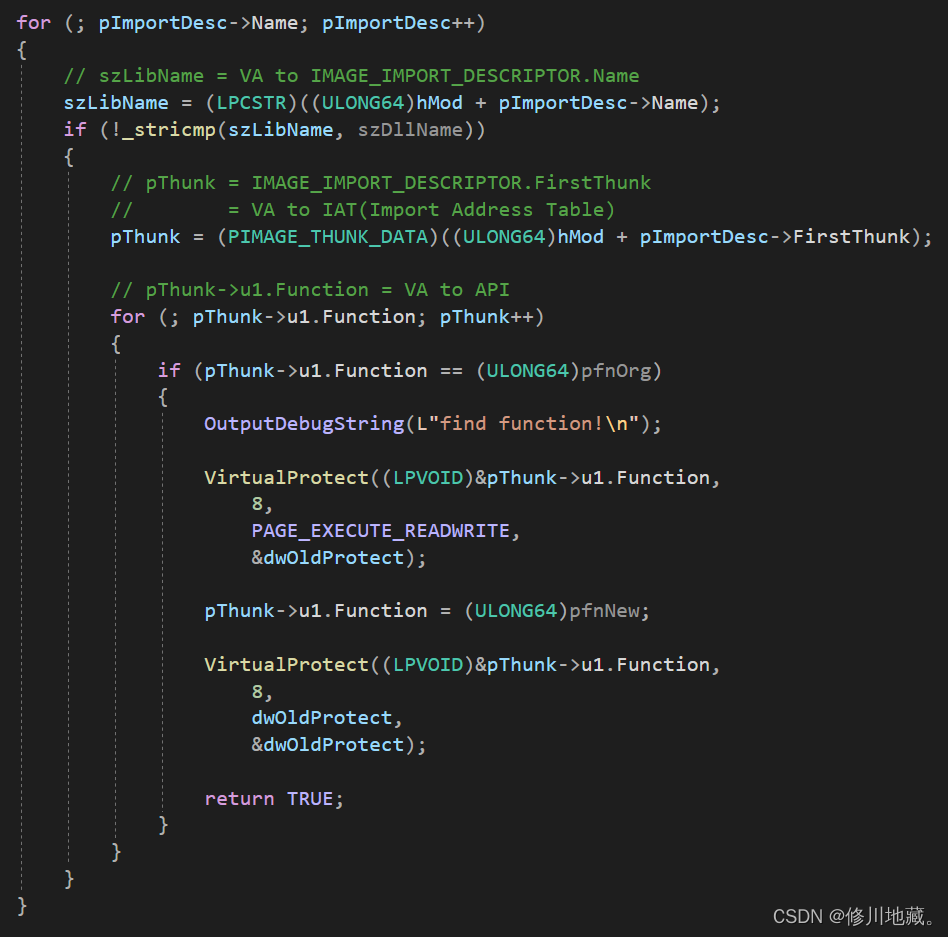 for (; pImportDesc->Name; pImportDesc++)
{
    // szLibName = VA to IMAGE_IMPORT_DESCRIPTOR.Name
    szLibName = (LPCSTR)((ULONG64)hMod + pImportDesc->Name);
    if (!_stricmp(szLibName, szDllName))
    {
        // pThunk = IMAGE_IMPORT_DESCRIPTOR.FirstThunk
        //        = VA to IAT(Import Address Table)
        pThunk = (PIMAGE_THUNK_DATA)((ULONG64)hMod + pImportDesc->FirstThunk);

        // pThunk->u1.Function = VA to API
        for (; pThunk->u1.Function; pThunk++)
        {
            if (pThunk->u1.Function == (ULONG64)pfnOrg)
            {
                OutputDebugString(L"find function!\n");

                VirtualProtect((LPVOID)&pThunk->u1.Function,
                    8,
                    PAGE_EXECUTE_READWRITE,
                    &dwOldProtect);

                pThunk->u1.Function = (ULONG64)pfnNew;

                VirtualProtect((LPVOID)&pThunk->u1.Function,
                    8,
                    dwOldProtect,
                    &dwOldProtect);

                return TRUE;
            }
        }
    }
}
CSDN @修川地藏。